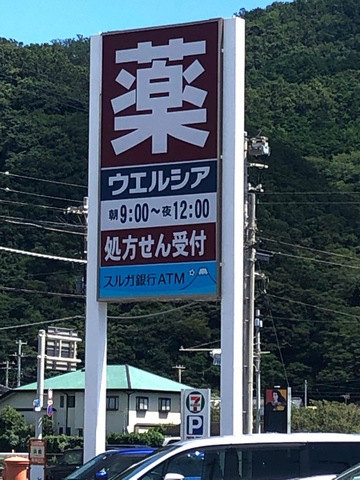 薬
ウエルシア
朝9:00〜夜12:00
処方せん受付
スルガ銀行ATM
P